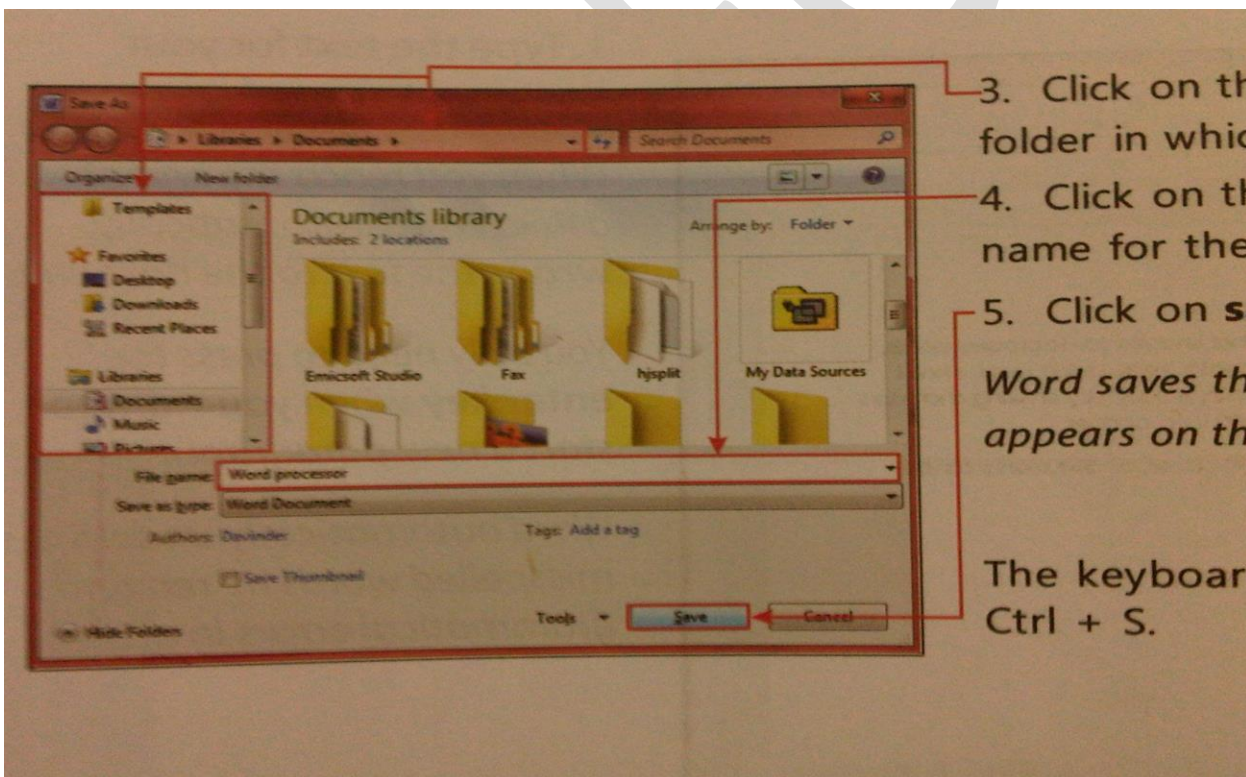 Save As
Libraries ▸ Documents ▸
Search Documents
Organize
New folder
Templates
Favorites
Desktop
Downloads
Recent Places
Libraries
Documents
Music
Pictures
Documents library
Includes: 2 locations
Arrange by: Folder
Emicsoft Studio
Fax
hjsplit
My Data Sources
File name: Word processor
Save as type: Word Document
Authors: Davinder
Tags: Add a tag
Save Thumbnail
Hide Folders
Tools
Save
Cancel
3. Click on th
folder in whic
4. Click on th
name for the
5. Click on s
Word saves th
appears on th
The keyboar
Ctrl + S.